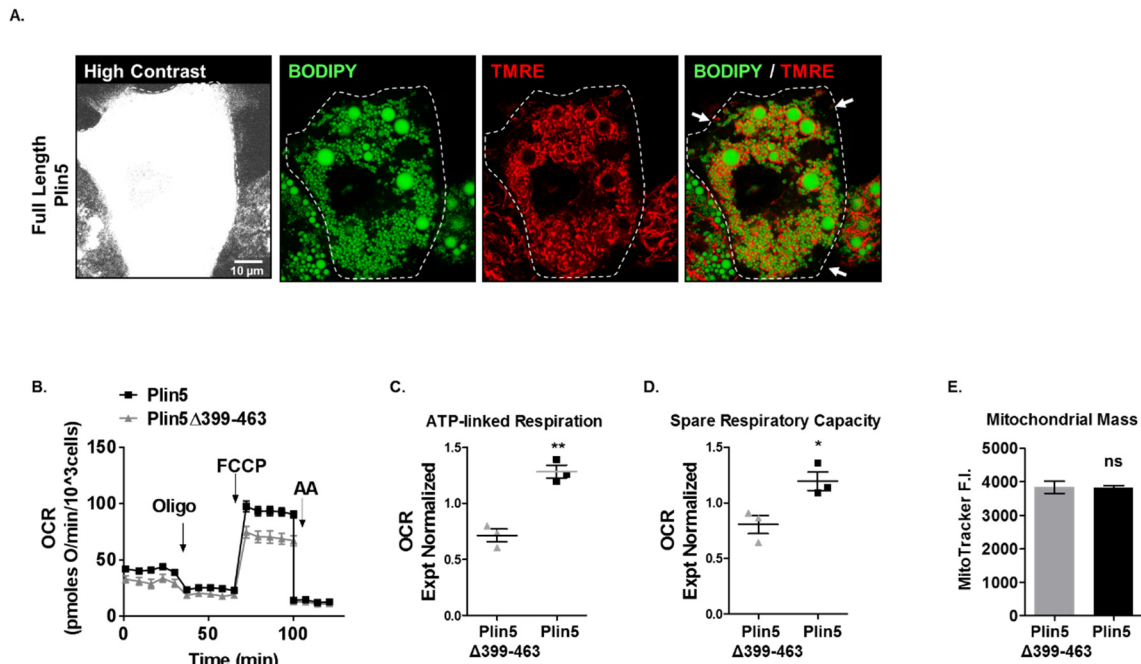 A.
High Contrast
BODIPY
TMRE
BODIPY / TMRE
Full Length
Plin5
10 µm
B.
Plin5
Plin5Δ399-463
150
100
50
0
OCR
(pmoles O/min/10^3cells)
Oligo
FCCP
AA
0
50
100
Time (min)
C.
ATP-linked Respiration
1.5
1.0
0.5
0.0
OCR
Expt Normalized
**
Plin5
Δ399-463
Plin5
D.
Spare Respiratory Capacity
1.5
1.0
0.5
0.0
OCR
Expt Normalized
*
Plin5
Δ399-463
Plin5
E.
Mitochondrial Mass
5000
4000
3000
2000
1000
0
MitoTracker F.I.
ns
Plin5
Δ399-463
Plin5